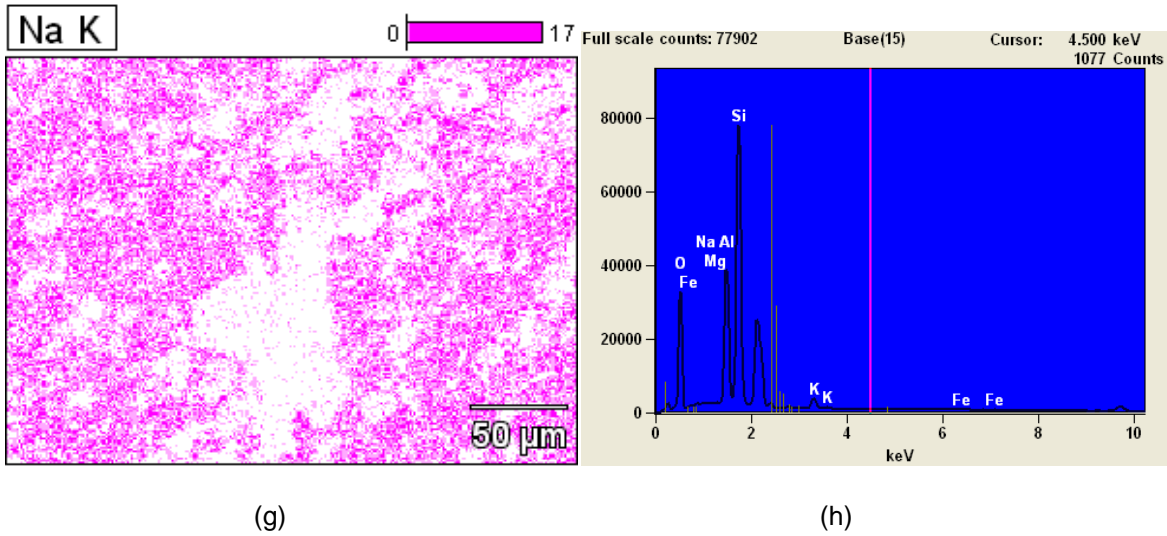 Na K
0 17
50 µm
(g)
Full scale counts: 77902 Base(15) Cursor: 4.500 keV
1077 Counts
80000
60000
40000
20000
0
Si
Na Al
Mg
O
Fe
K
K
Fe
Fe
0 2 4 6 8 10
keV
(h)